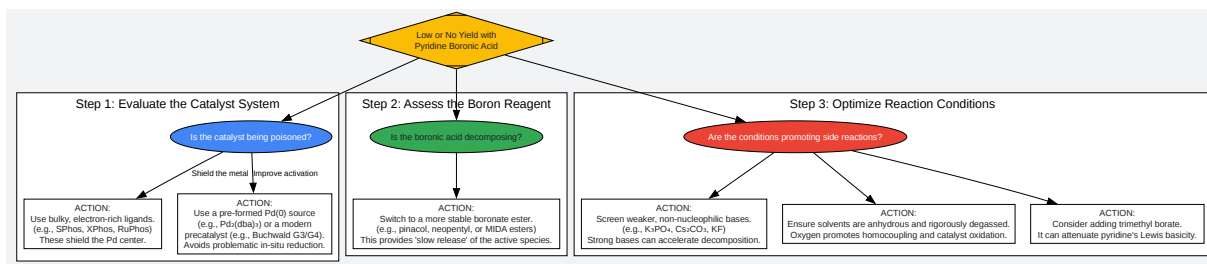 Low or No Yield with
Pyridine Boronic Acid
Step 1: Evaluate the Catalyst System
Is the catalyst being poisoned?
Shield the metal
Improve activation
ACTION:
Use bulky, electron-rich ligands.
(e.g., SPhos, XPhos, RuPhos)
These shield the Pd center.
ACTION:
Use a pre-formed Pd(0) source
(e.g., Pd₂(dba)₃) or a modern
precatalyst (e.g., Buchwald G3/G4).
Avoids problematic in-situ reduction.
Step 2: Assess the Boron Reagent
Is the boronic acid decomposing?
ACTION:
Switch to a more stable boronate ester.
(e.g., pinacol, neopentyl, or MIDA esters)
This provides 'slow release' of the active species.
Step 3: Optimize Reaction Conditions
Are the conditions promoting side reactions?
ACTION:
Screen weaker, non-nucleophilic bases.
(e.g., K₃PO₄, Cs₂CO₃, KF)
Strong bases can accelerate decomposition.
ACTION:
Ensure solvents are anhydrous and rigorously degassed.
Oxygen promotes homocoupling and catalyst oxidation.
ACTION:
Consider adding trimethyl borate.
It can attenuate pyridine's Lewis basicity.